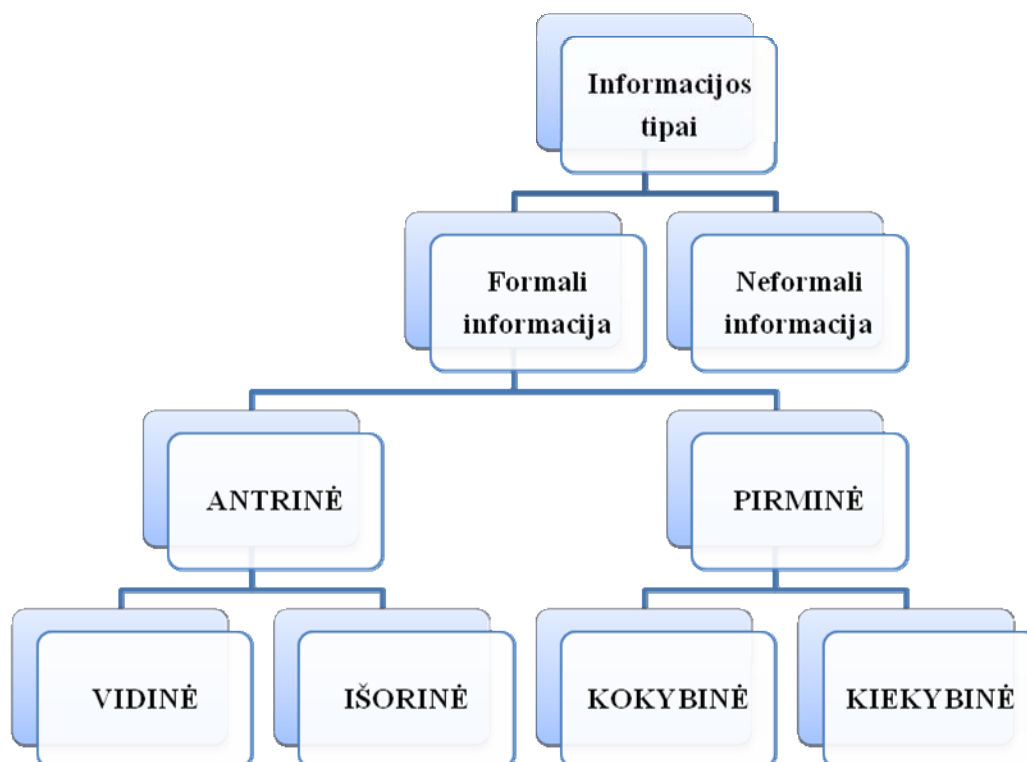 Informacijos
tipai
Formali
informacija
Neformali
informacija
ANTRINĖ
PIRMINĖ
VIDINĖ
IŠORINĖ
KOKYBINĖ
KIEKYBINĖ